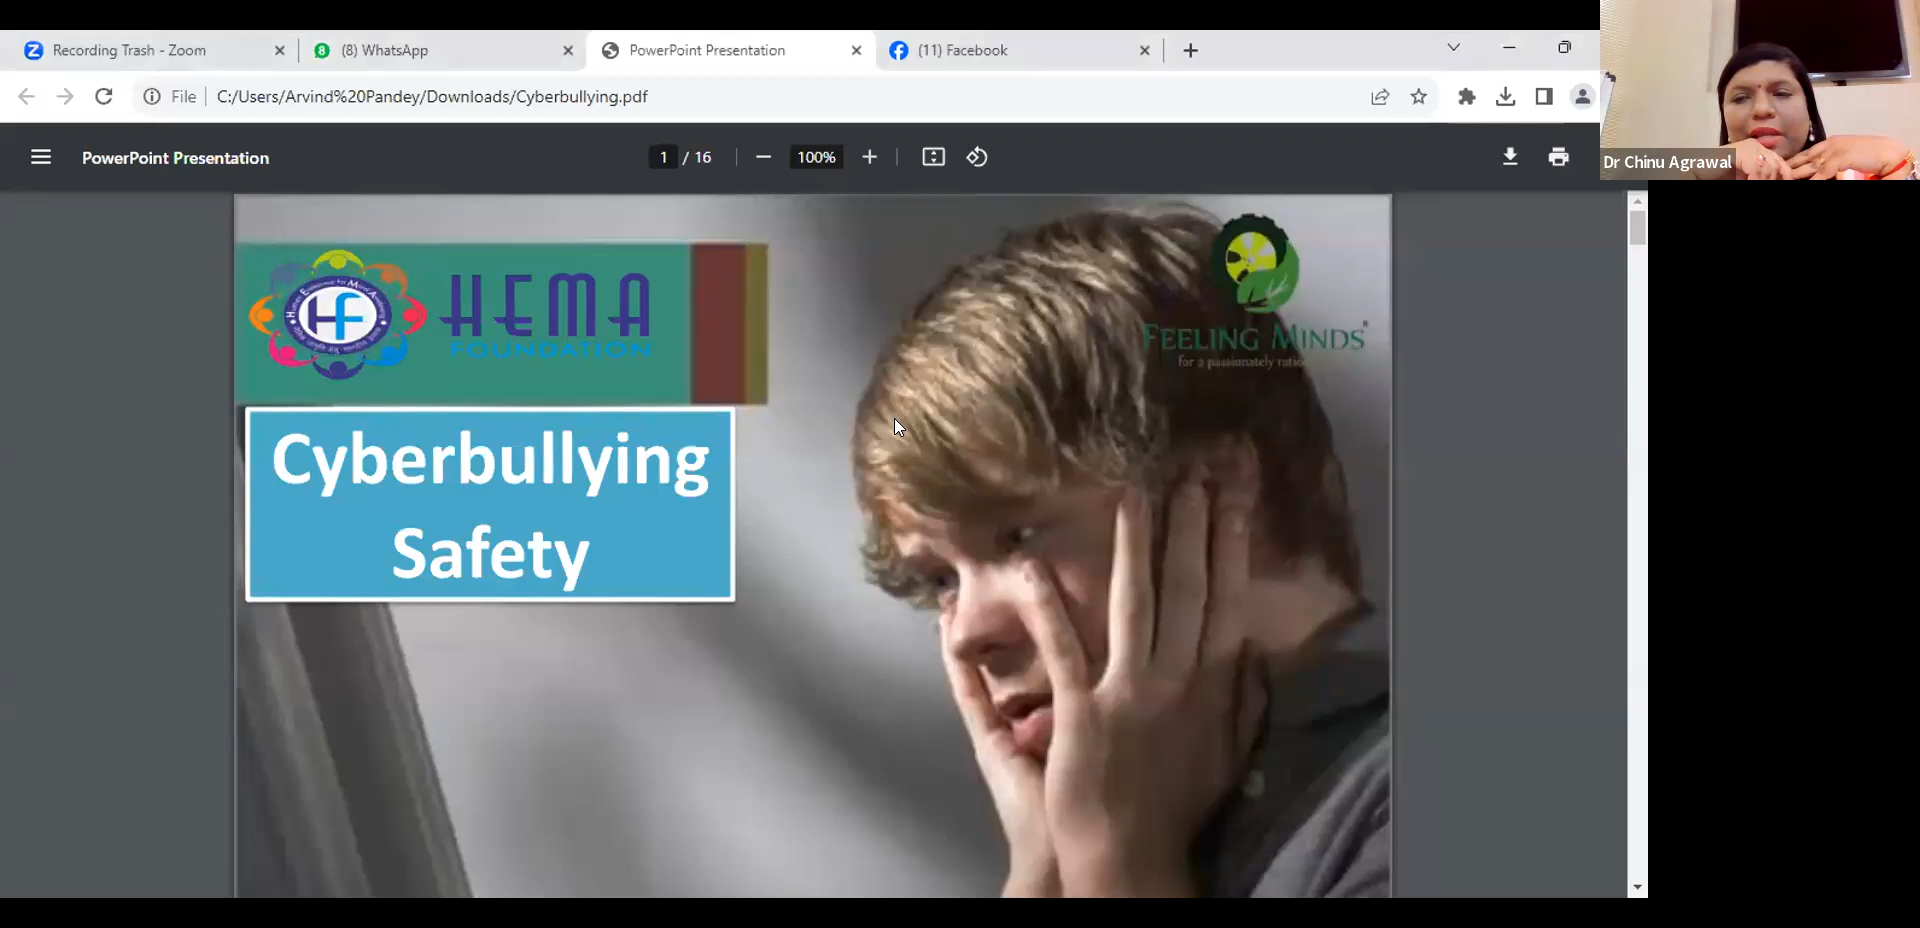 Recording Trash - Zoom
(8) WhatsApp
PowerPoint Presentation
(11) Facebook
File
C:/Users/Arvind%20Pandey/Downloads/Cyberbullying.pdf
Dr Chinu Agrawal
PowerPoint Presentation
1 / 16
100%
HF
HEMA
FOUNDATION
FEELING MINDS
for a passionately
Cyberbullying
Safety